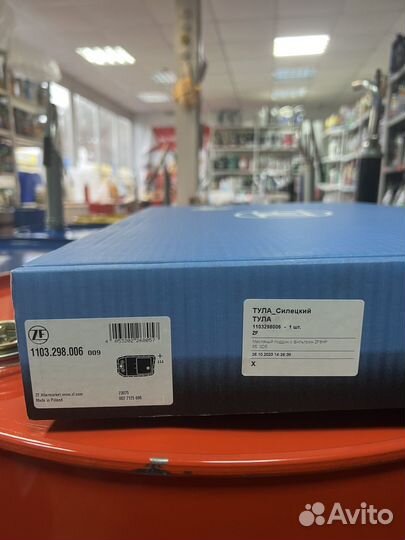 ZF
1103.298.006 009
ZF Aftermarket, www.zf.com
Made in Poland
ТУЛА_Силецкий
ТУЛА
1103298006 - 1 шт.
ZF
Масляный поддон с фильтром
X
Avito